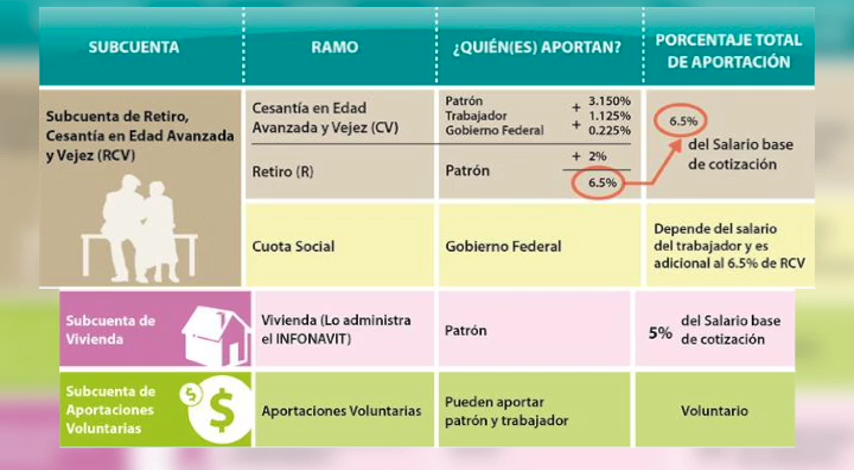 SUBCUENTA
RAMO
¿QUIÉN(ES) APORTAN?
PORCENTAJE TOTAL
DE APORTACIÓN
Subcuenta de Retiro,
Cesantía en Edad Avanzada
y Vejez (RCV)
Cesantía en Edad
Avanzada y Vejez (CV)
Patrón + 3.150%
Trabajador 1.125%
Gobierno Federal + 0.225%
Retiro (R)
Patrón
+ 2%
6.5%
6.5%
del Salario base
de cotización
Cuota Social
Gobierno Federal
Depende del salario
del trabajador y es
adicional al 6.5% de RCV
Subcuenta de
Vivienda
Vivienda (Lo administra
el INFONAVIT)
Patrón
5% del Salario base
de cotización
Subcuenta de
Aportaciones
Voluntarias
$
$
Aportaciones Voluntarias
Pueden aportar
patrón y trabajador
Voluntario